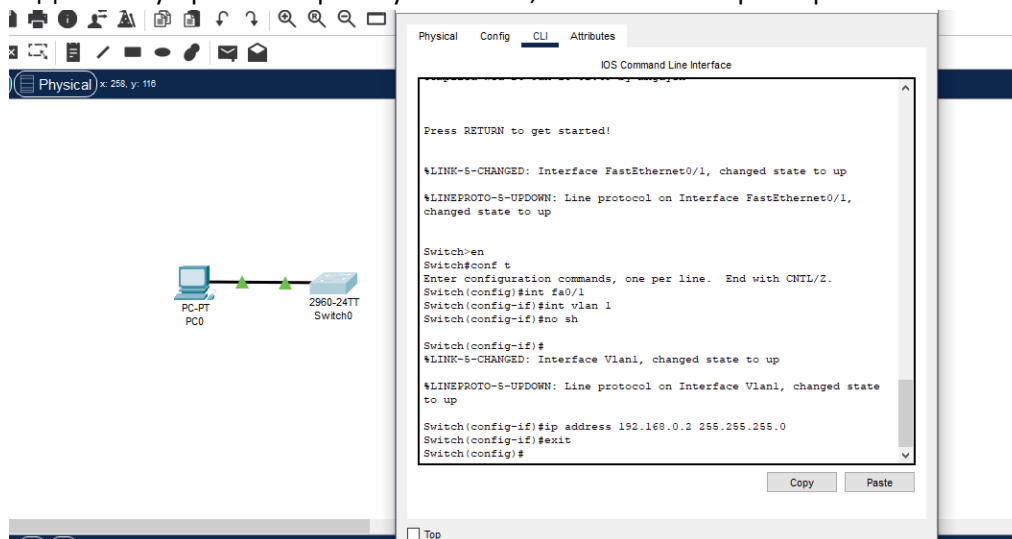 Physical Config CLI Attributes
IOS Command Line Interface
Physical x: 258, y: 116
Press RETURN to get started!
%LINK-5-CHANGED: Interface FastEthernet0/1, changed state to up
%LINEPROTO-5-UPDOWN: Line protocol on Interface FastEthernet0/1,
changed state to up
Switch>en
Switch#conf t
Enter configuration commands, one per line. End with CNTL/Z.
Switch(config)#int fa0/1
Switch(config-if)#int vlan 1
Switch(config-if)#no sh
Switch(config-if)#
%LINK-5-CHANGED: Interface Vlan1, changed state to up
%LINEPROTO-5-UPDOWN: Line protocol on Interface Vlan1, changed state
to up
Switch(config-if)#ip address 192.168.0.2 255.255.255.0
Switch(config-if)#exit
Switch(config)#
PC-PT
PC0
2960-24TT
Switch0
Copy Paste
Top